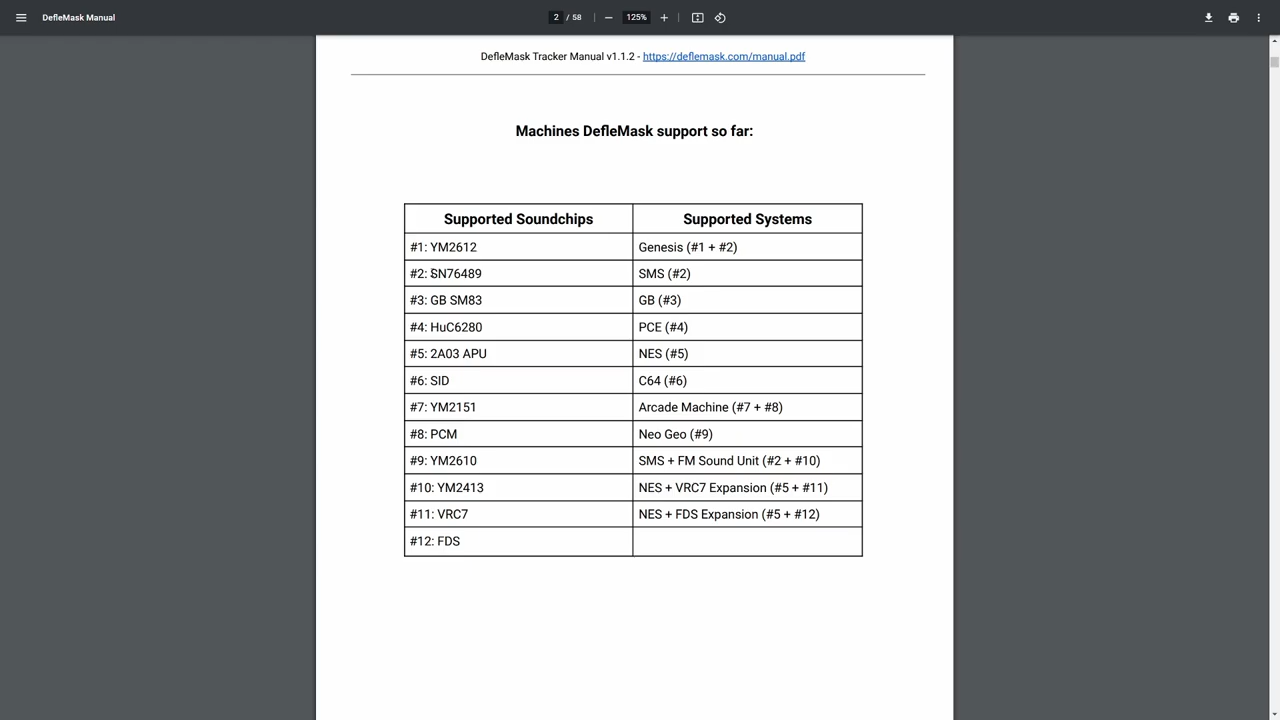 DefleMask Manual
2 / 58
125%
DefleMask Tracker Manual v1.1.2 - https://deflemask.com/manual.pdf
Machines DefleMask support so far:
Supported Soundchips Supported Systems
#1: YM2612 Genesis (#1 + #2)
#2: SN76489 SMS (#2)
#3: GB SM83 GB (#3)
#4: HuC6280 PCE (#4)
#5: 2A03 APU NES (#5)
#6: SID C64 (#6)
#7: YM2151 Arcade Machine (#7 + #8)
#8: PCM Neo Geo (#9)
#9: YM2610 SMS + FM Sound Unit (#2 + #10)
#10: YM2413 NES + VRC7 Expansion (#5 + #11)
#11: VRC7 NES + FDS Expansion (#5 + #12)
#12: FDS